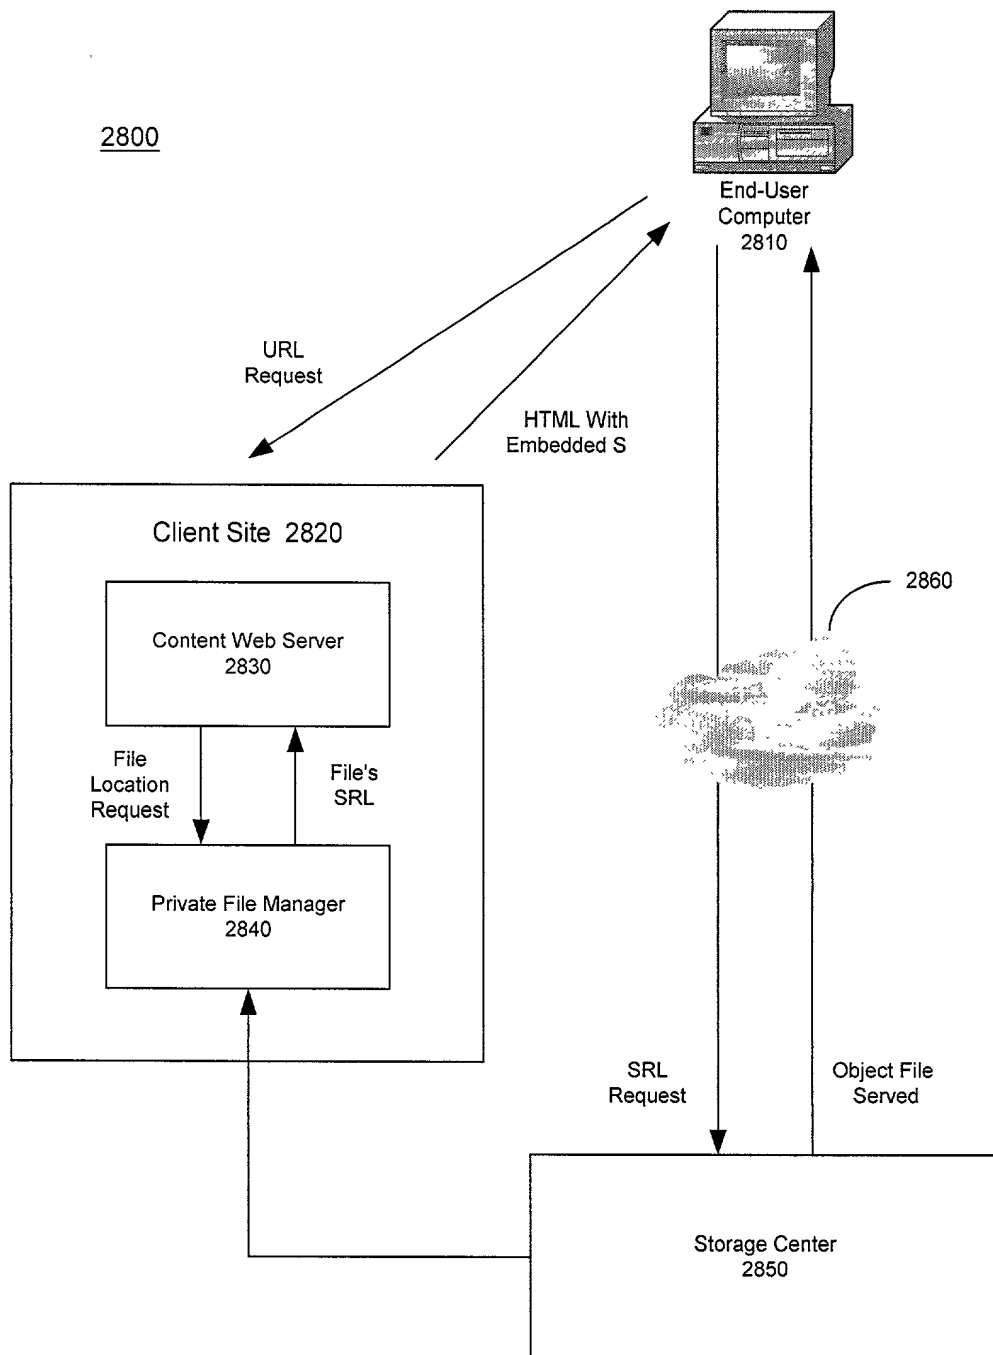 2800
End-User
Computer
2810
URL
Request
HTML With
Embedded S
Client Site 2820
2860
Content Web Server
2830
File
Location
Request
File's
SRL
Private File Manager
2840
SRL
Request
Object File
Served
Storage Center
2850